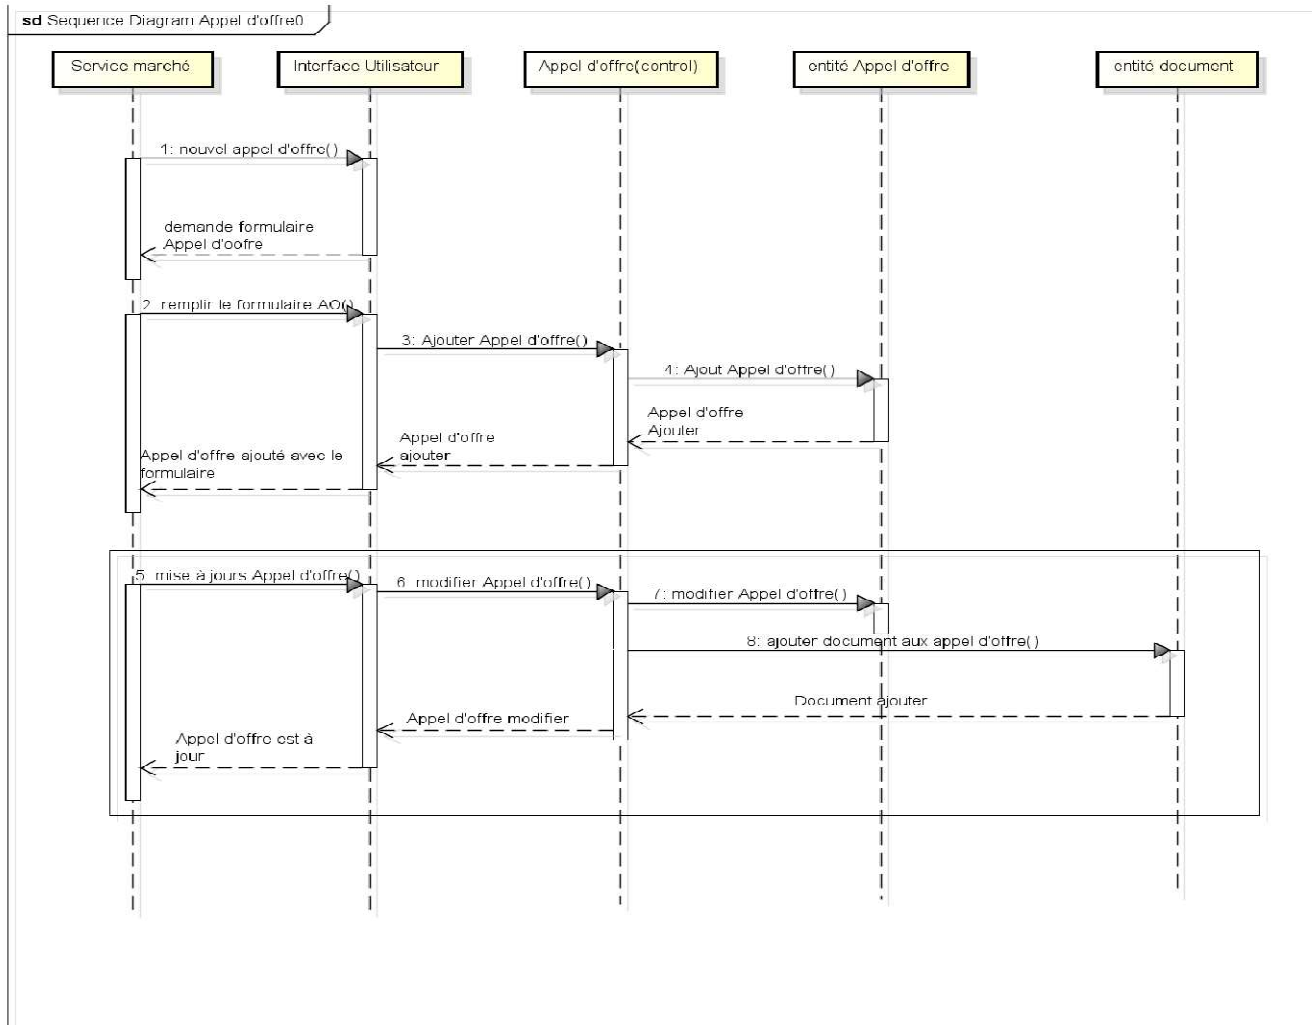 sd Sequence Diagram Appel d'offre0
Service marché
Interface Utilisateur
Appel d'offre(control)
entité Appel d'offre
entité document
1: nouvel appel d'offre()
demande formulaire
Appel d'oofre
2: remplir le formulaire AO()
3: Ajouter Appel d'offre()
4: Ajout Appel d'offre()
Appel d'offre
Ajouter
Appel d'offre
ajouter
Appel d'offre ajouté avec le
formulaire
5: mise à jours Appel d'offre()
6: modifier Appel d'offre()
7: modifier Appel d'offre()
8: ajouter document aux appel d'offre()
Document ajouter
Appel d'offre modifier
Appel d'offre est à
jour